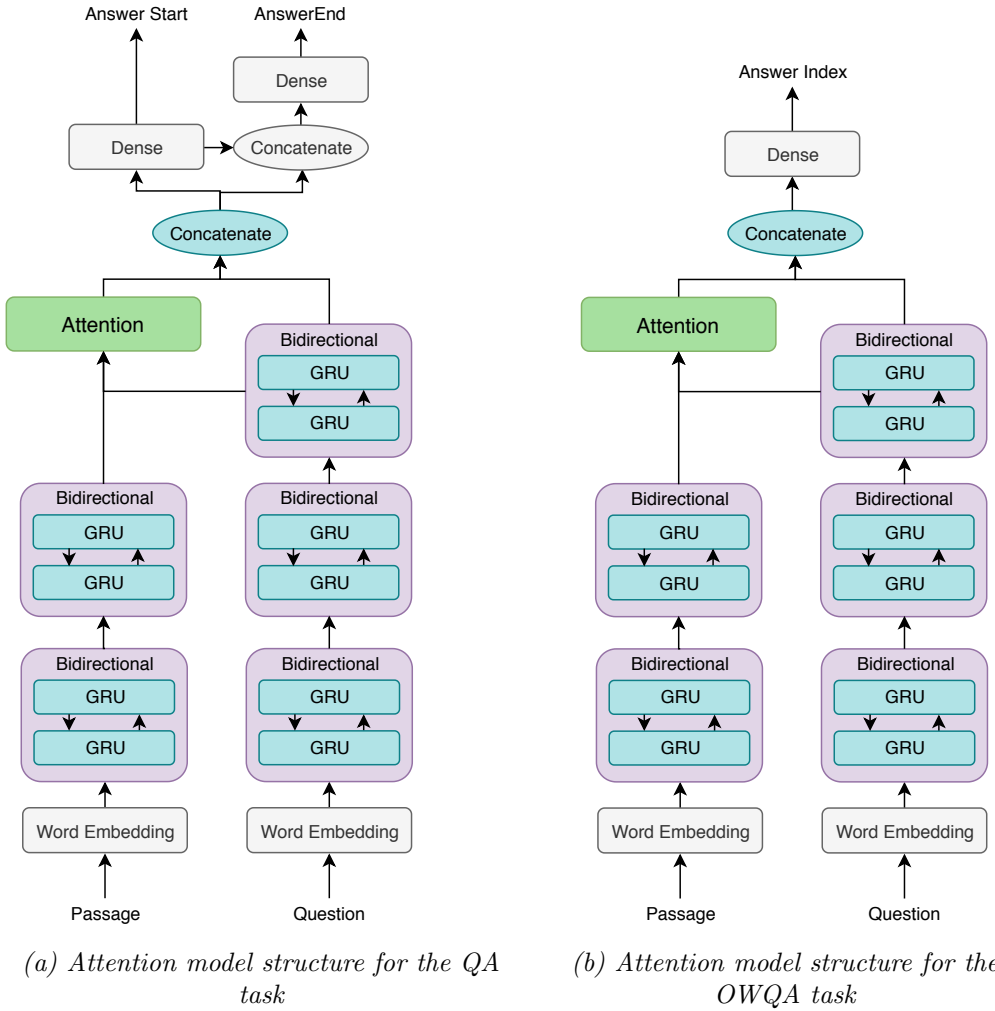 Answer Start
AnswerEnd
Dense
Dense
Concatenate
Concatenate
Attention
Bidirectional
GRU
GRU
Bidirectional
GRU
GRU
Bidirectional
GRU
GRU
Bidirectional
GRU
GRU
Bidirectional
GRU
GRU
Word Embedding
Word Embedding
Passage
Question
(a) Attention model structure for the QA
task
Answer Index
Dense
Concatenate
Attention
Bidirectional
GRU
GRU
Bidirectional
GRU
GRU
Bidirectional
GRU
GRU
Bidirectional
GRU
GRU
Bidirectional
GRU
GRU
Word Embedding
Word Embedding
Passage
Question
(b) Attention model structure for the
OWQA task